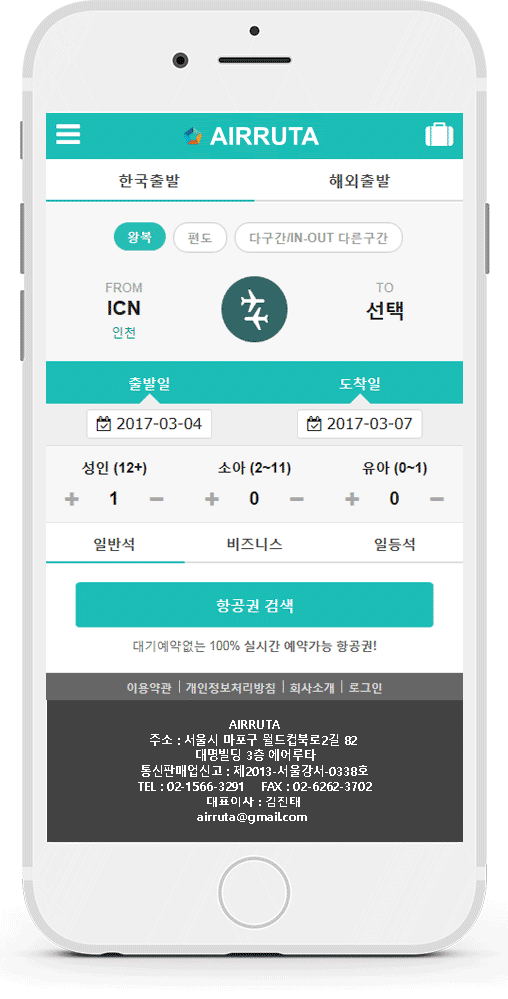 AIRRUTA
한국출발 해외출발
왕복 편도 다구간/IN-OUT 다른구간
FROM TO
ICN 선택
인천
출발일 도착일
2017-03-04 2017-03-07
성인 (12+) 소아 (2~11) 유아 (0~1)
+ 1 − + 0 − + 0 −
일반석 비즈니스 일등석
항공권 검색
대기예약없는 100% 실시간 예약가능 항공권!
이용약관 | 개인정보처리방침 | 회사소개 | 로그인
AIRRUTA
주소 : 서울시 마포구 월드컵북로2길 82
대명빌딩 3층 에어루타
통신판매업신고 : 제2013-서울강서-0338호
TEL : 02-1566-3291 FAX : 02-6262-3702
대표이사 : 김진태
airruta@gmail.com